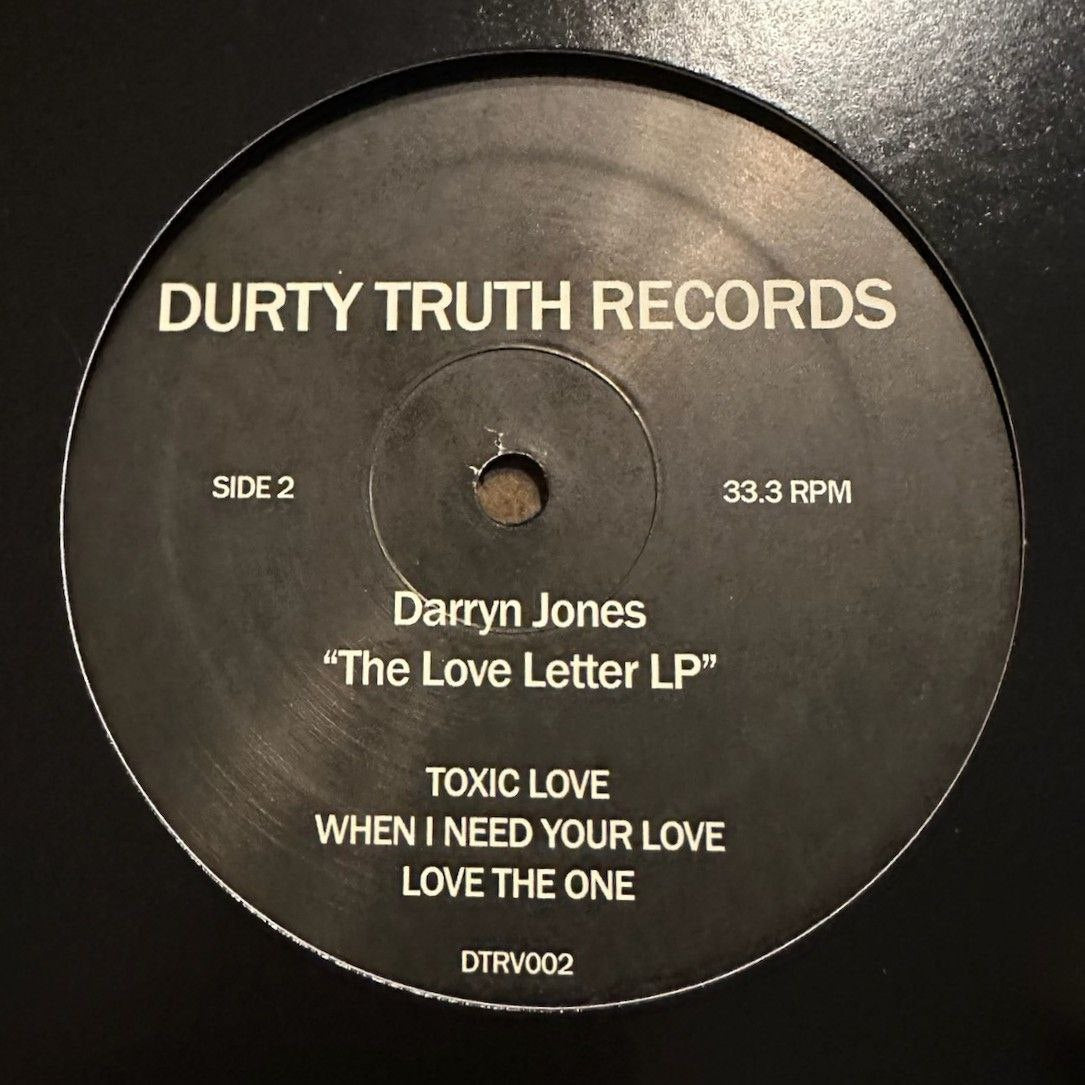 DURTY TRUTH RECORDS
SIDE 2
33.3 RPM
Darryn Jones
“The Love Letter LP”
TOXIC LOVE
WHEN I NEED YOUR LOVE
LOVE THE ONE
DTRV002